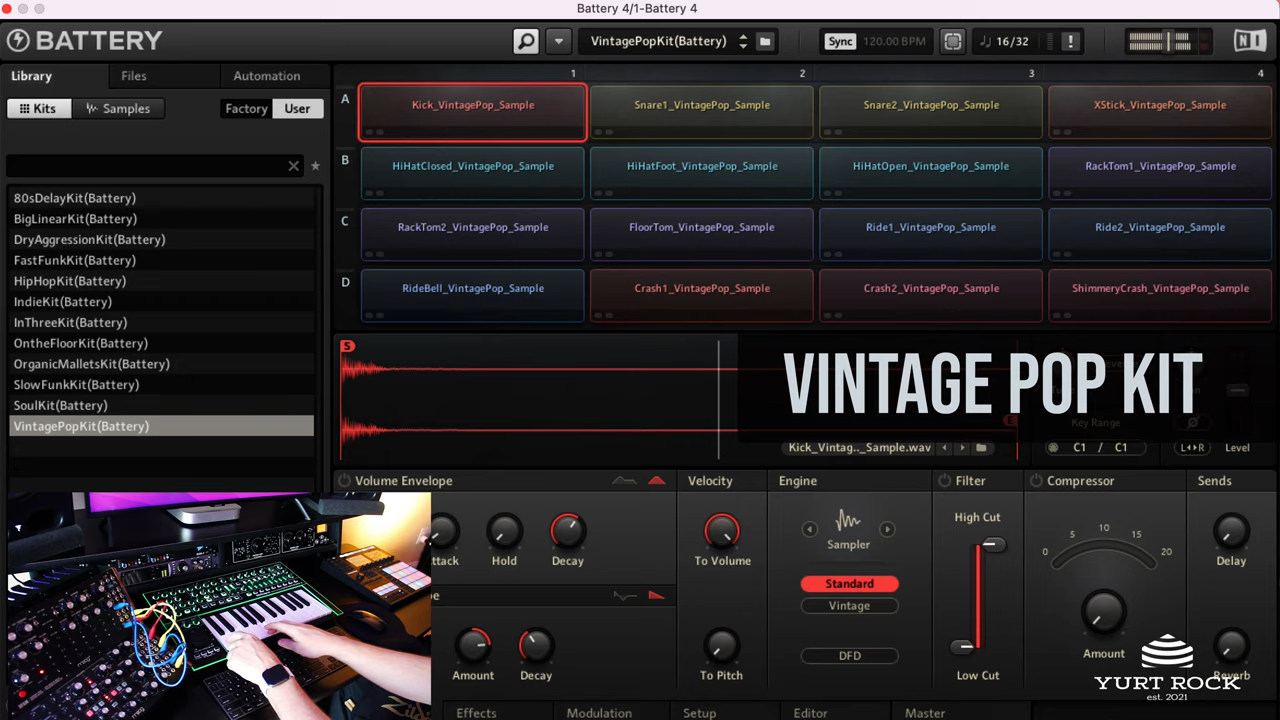 Battery 4/1-Battery 4
BATTERY
VintagePopKit(Battery)
Sync 120.00 BPM
16/32
!
Library Files Automation
1 2 3 4
Kits Samples Factory User
A Kick_VintagePop_Sample Snare1_VintagePop_Sample Snare2_VintagePop_Sample XStick_VintagePop_Sample
B HiHatClosed_VintagePop_Sample HiHatFoot_VintagePop_Sample HiHatOpen_VintagePop_Sample RackTom1_VintagePop_Sample
C RackTom2_VintagePop_Sample FloorTom_VintagePop_Sample Ride1_VintagePop_Sample Ride2_VintagePop_Sample
D RideBell_VintagePop_Sample Crash1_VintagePop_Sample Crash2_VintagePop_Sample ShimmeryCrash_VintagePop_Sample
80sDelayKit(Battery)
BigLinearKit(Battery)
DryAggressionKit(Battery)
FastFunkKit(Battery)
HipHopKit(Battery)
IndieKit(Battery)
InThreeKit(Battery)
OntheFloorKit(Battery)
OrganicMalletsKit(Battery)
SlowFunkKit(Battery)
SoulKit(Battery)
VintagePopKit(Battery)
S
VINTAGE POP KIT
Key Range
Kick_Vintag.._Sample.wav
C1 / C1
Level
Volume Envelope Velocity Engine Filter Compressor Sends
High Cut
Sampler
0 5 10 15 20
ttack Hold Decay To Volume Delay
Standard
Vintage
DFD
Amount Decay To Pitch Low Cut Amount Reverb
YURT ROCK
est. 2021
Effects Modulation Setup Editor Master